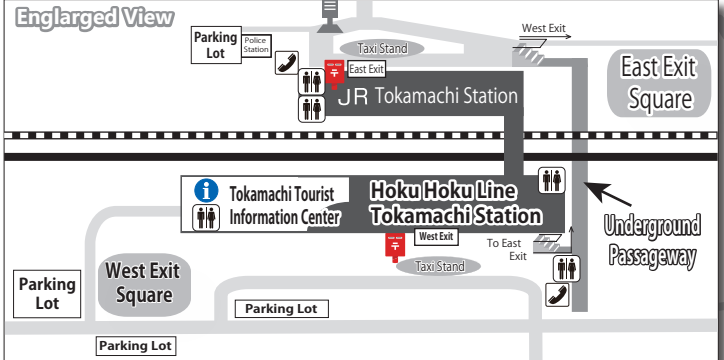 Englarged View
Parking
Lot
Police
Station
Taxi Stand
West Exit
East Exit
JR Tokamachi Station
East Exit
Square
Tokamachi Tourist
Information Center
Hoku Hoku Line
Tokamachi Station
West Exit
Taxi Stand
To East
Exit
Underground
Passageway
Parking
Lot
West Exit
Square
Parking Lot
Parking Lot